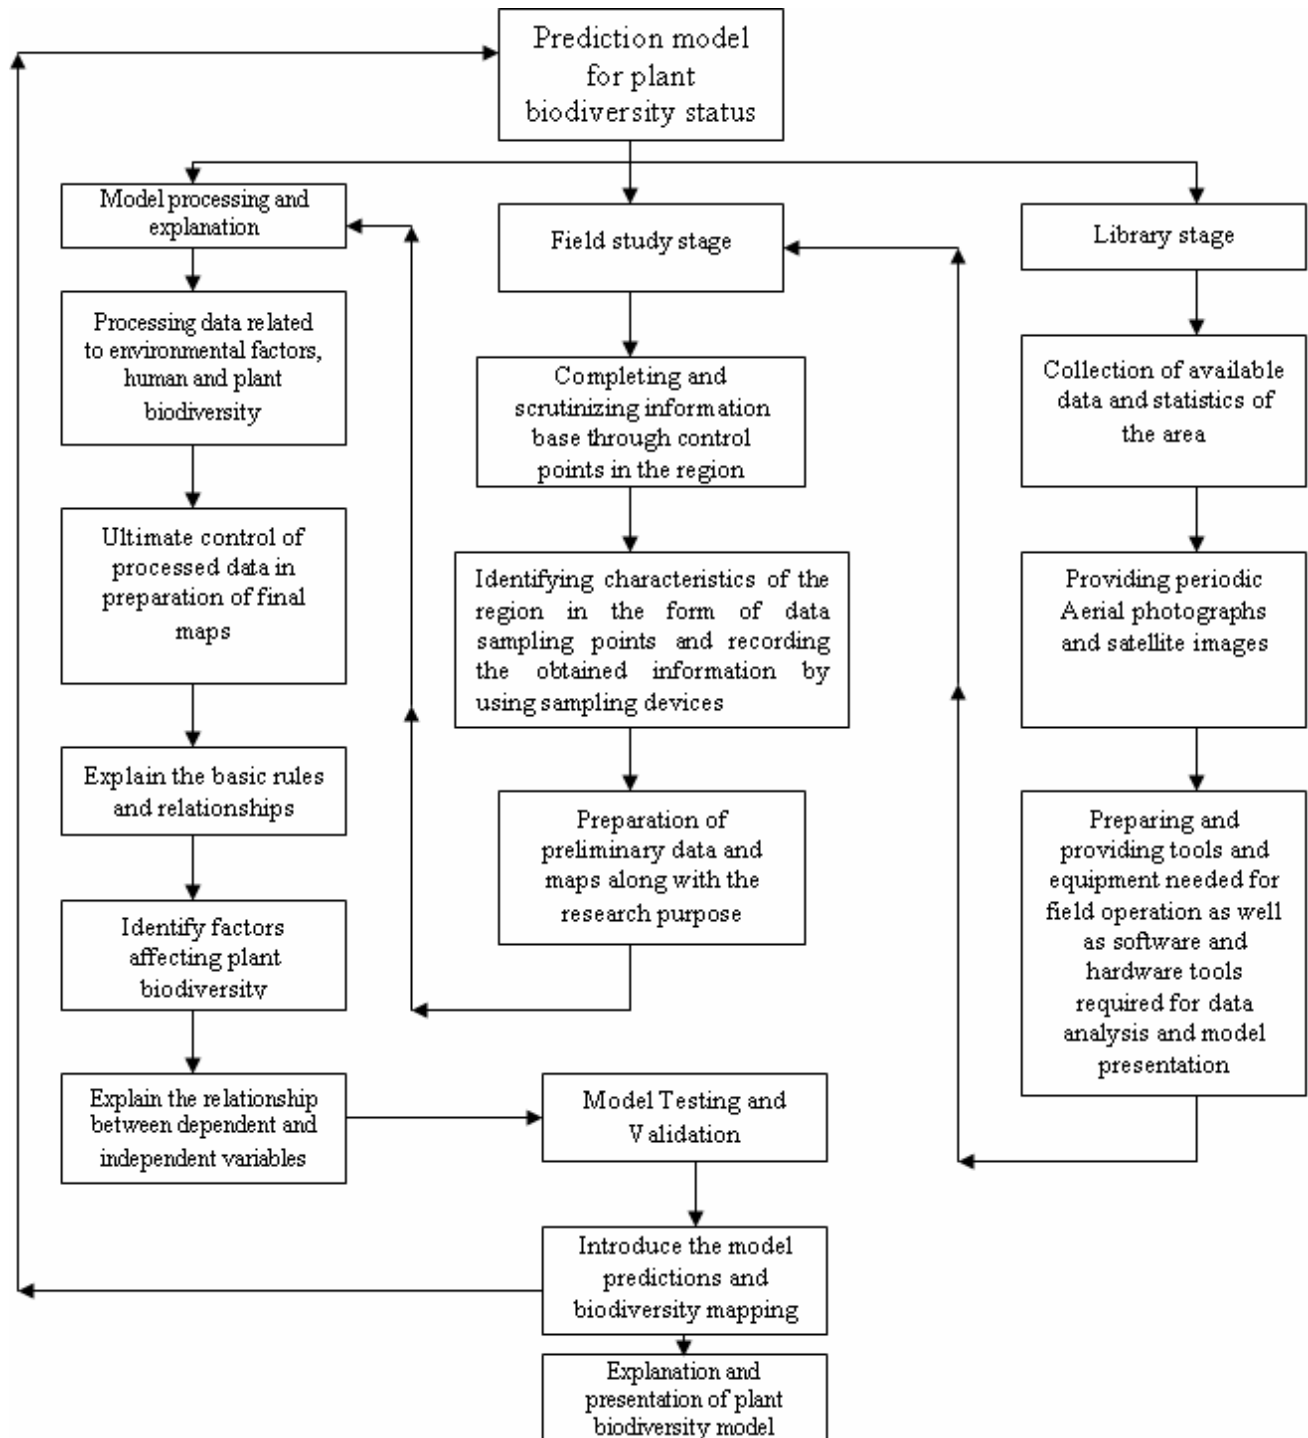 Prediction model
for plant
biodiversity status
Model processing and
explanation
Processing data related
to environmental factors,
human and plant
biodiversity
Ultimate control of
processed data in
preparation of final
maps
Explain the basic rules
and relationships
Identify factors
affecting plant
biodiversity
Explain the relationship
between dependent and
independent variables
Field study stage
Completing and
scrutinizing information
base through control
points in the region
Identifying characteristics of the
region in the form of data
sampling points and recording
the obtained information by
using sampling devices
Preparation of
preliminary data and
maps along with the
research purpose
Library stage
Collection of available
data and statistics of
the area
Providing periodic
Aerial photographs
and satellite images
Preparing and
providing tools and
equipment needed for
field operation as well
as software and
hardware tools
required for data
analysis and model
presentation
Model Testing and
Validation
Introduce the model
predictions and
biodiversity mapping
Explanation and
presentation of plant
biodiversity model